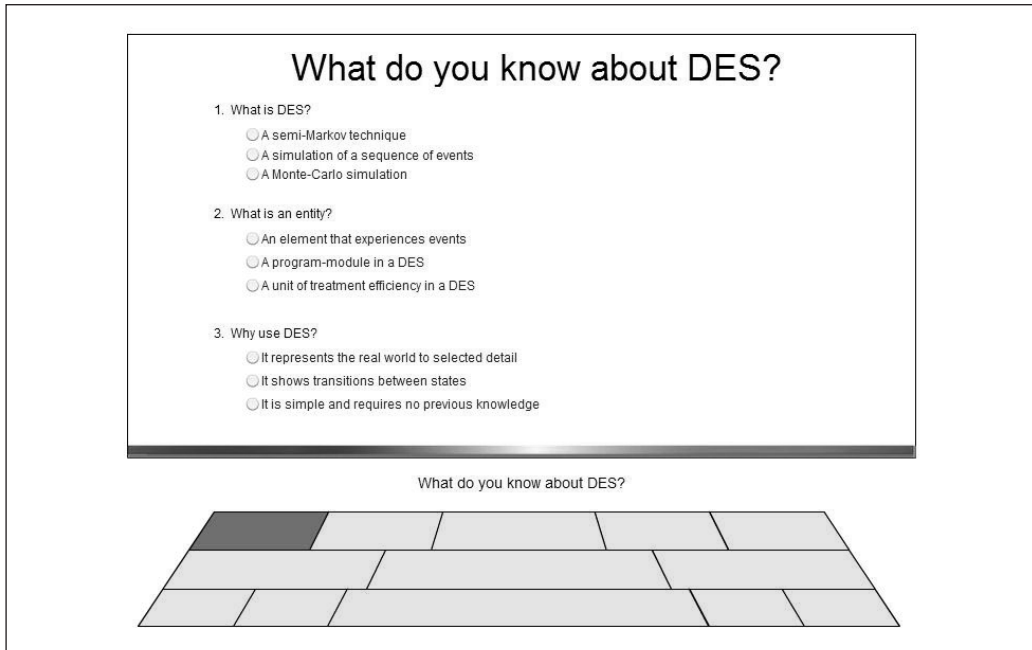 What do you know about DES?
1. What is DES?
A semi-Markov technique
A simulation of a sequence of events
A Monte-Carlo simulation
2. What is an entity?
An element that experiences events
A program-module in a DES
A unit of treatment efficiency in a DES
3. Why use DES?
It represents the real world to selected detail
It shows transitions between states
It is simple and requires no previous knowledge
What do you know about DES?